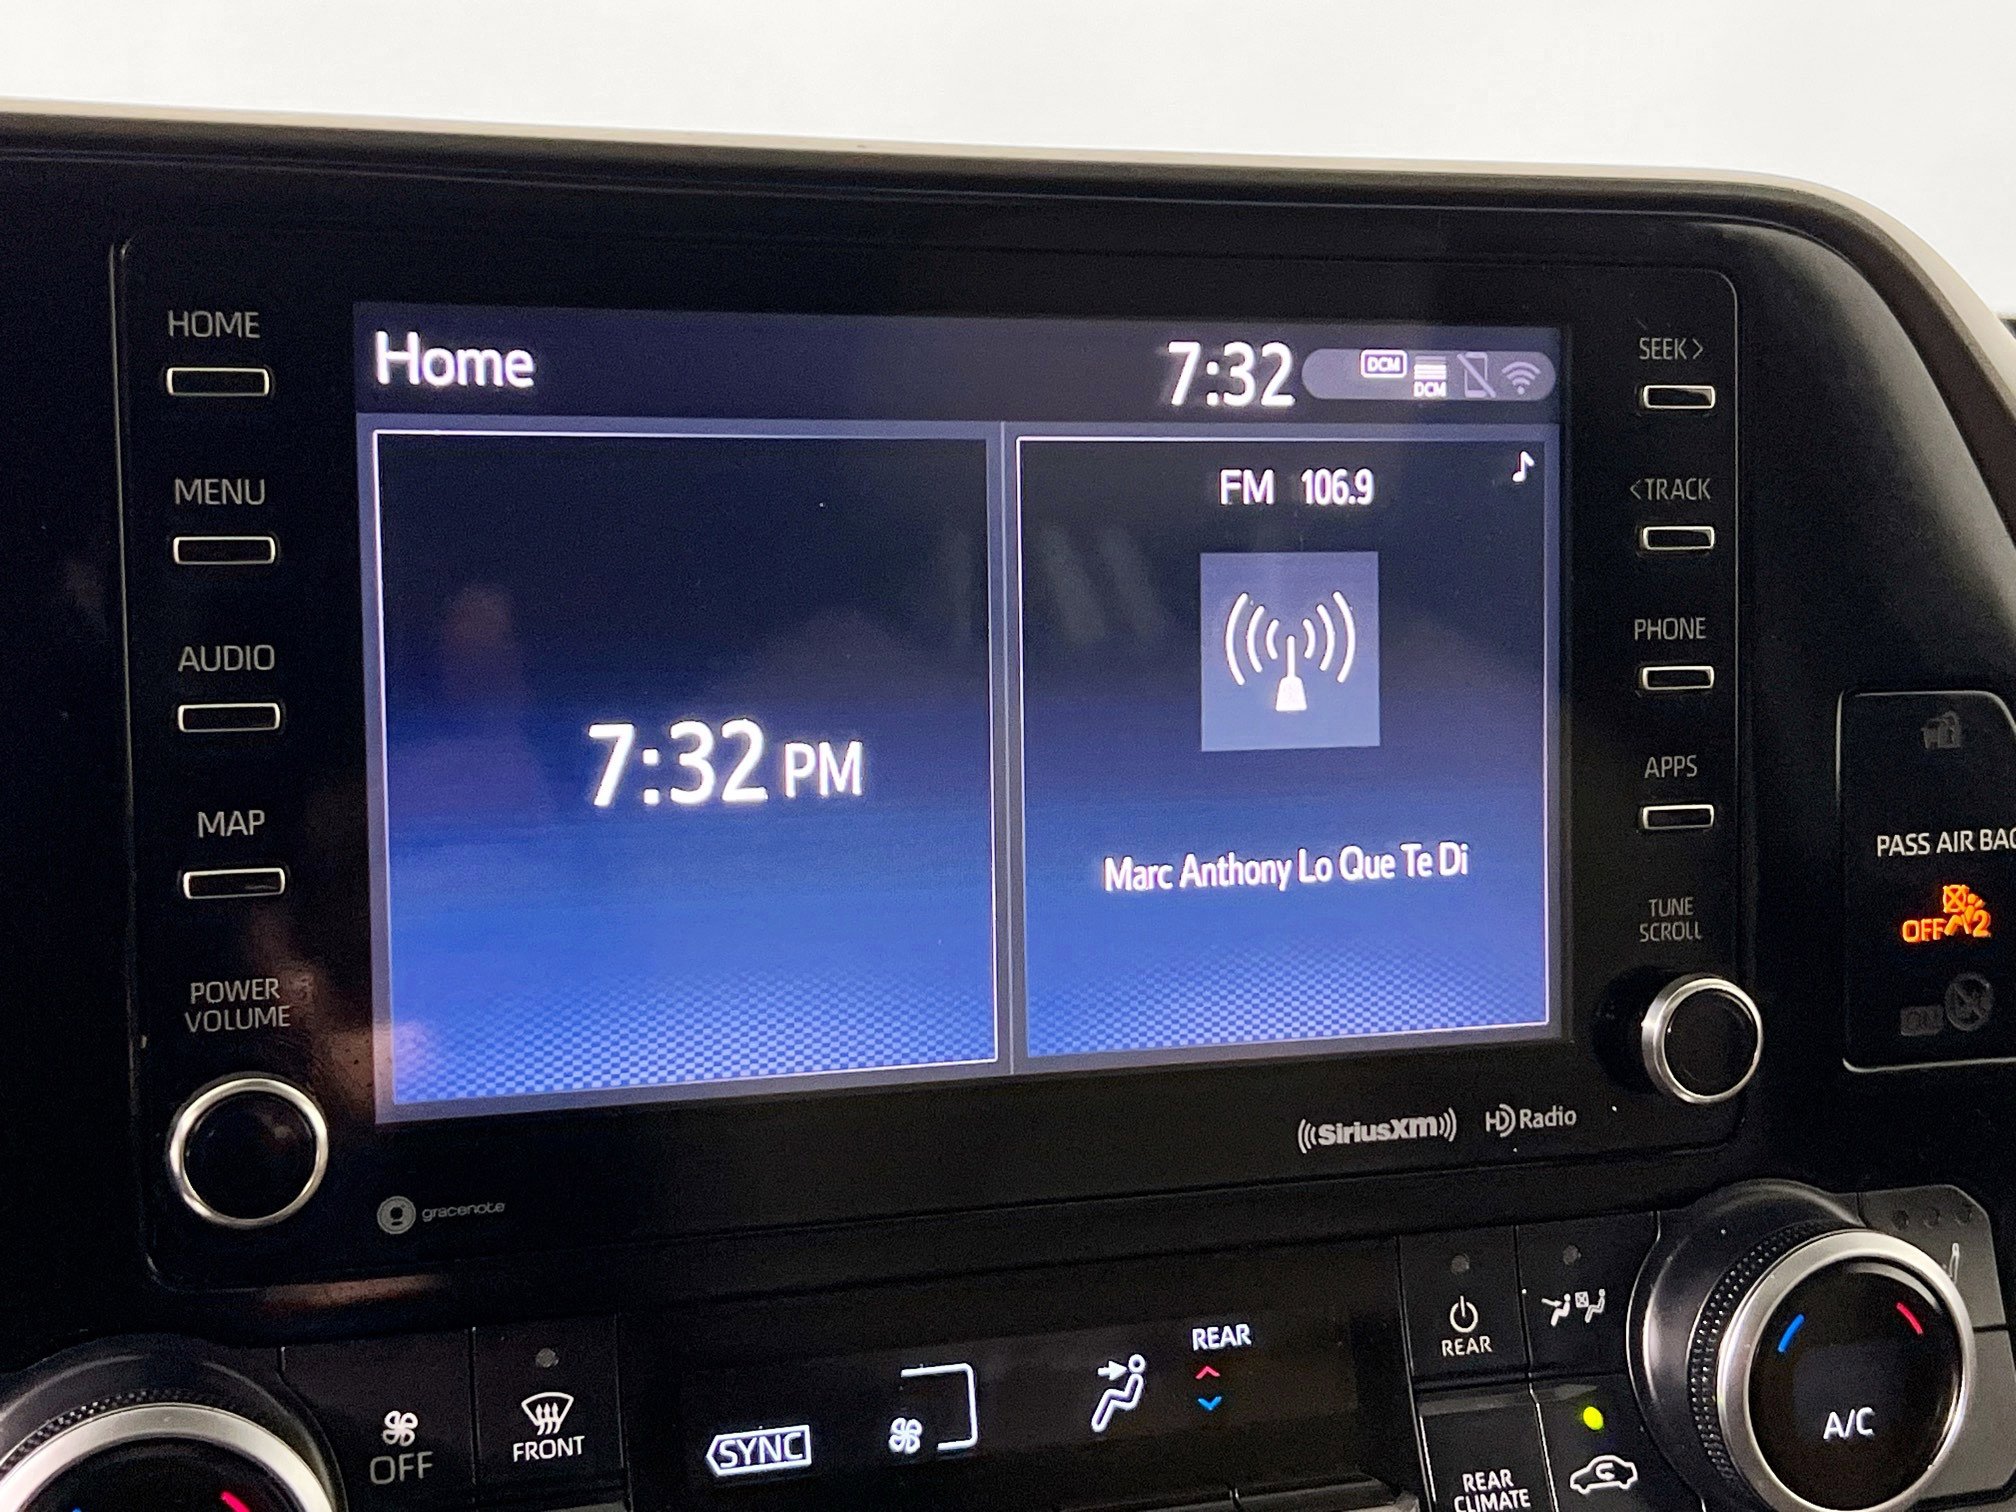 HOME
MENU
AUDIO
MAP
POWER
VOLUME
Home
7:32
DCM
DCM
7:32 PM
FM 106.9
Marc Anthony Lo Que Te Di
SEEK >
< TRACK
PHONE
APPS
TUNE
SCROLL
PASS AIR BAG
OFF 2
((SiriusXM))
HD Radio
gracenote
OFF
FRONT
SYNC
REAR
REAR
REAR
CLIMATE
A/C